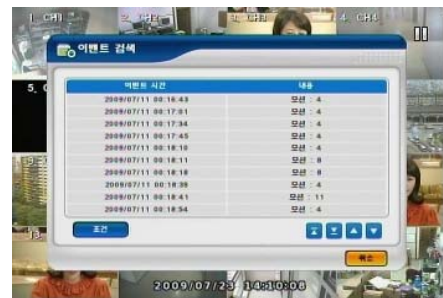 1. CH1
2. CH2
3. CH3
4. CH4
이벤트 검색
5. C
이벤트 시간 내용
2009/07/11 00:16:43 모션 : 4
2009/07/11 00:17:01 모션 : 4
2009/07/11 00:17:34 모션 : 4
2009/07/11 00:17:45 모션 : 4
2009/07/11 00:18:10 모션 : 4
2009/07/11 00:18:11 모션 : 8
2009/07/11 00:18:18 모션 : 8
2009/07/11 00:18:36 모션 : 4
2009/07/11 00:18:41 모션 : 11
2009/07/11 00:18:54 모션 : 4
13.
조건
취소
2009/07/23 14:10:08